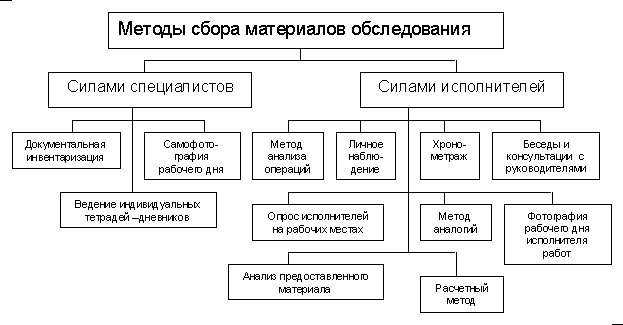 Методы сбора материалов обследования
Силами специалистов
Силами исполнителей
Документальная
инвентаризация
Самофото-
графия
рабочего дня
Метод
анализа
операций
Личное
наблю-
дение
Хроно-
метраж
Беседы и
консультации с
руководителями
Ведение индивидуальных
тетрадей –дневников
Опрос исполнителей
на рабочих местах
Метод
аналогий
Фотография
рабочего дня
исполнителя
работ
Анализ предоставленного
материала
Расчетный
метод